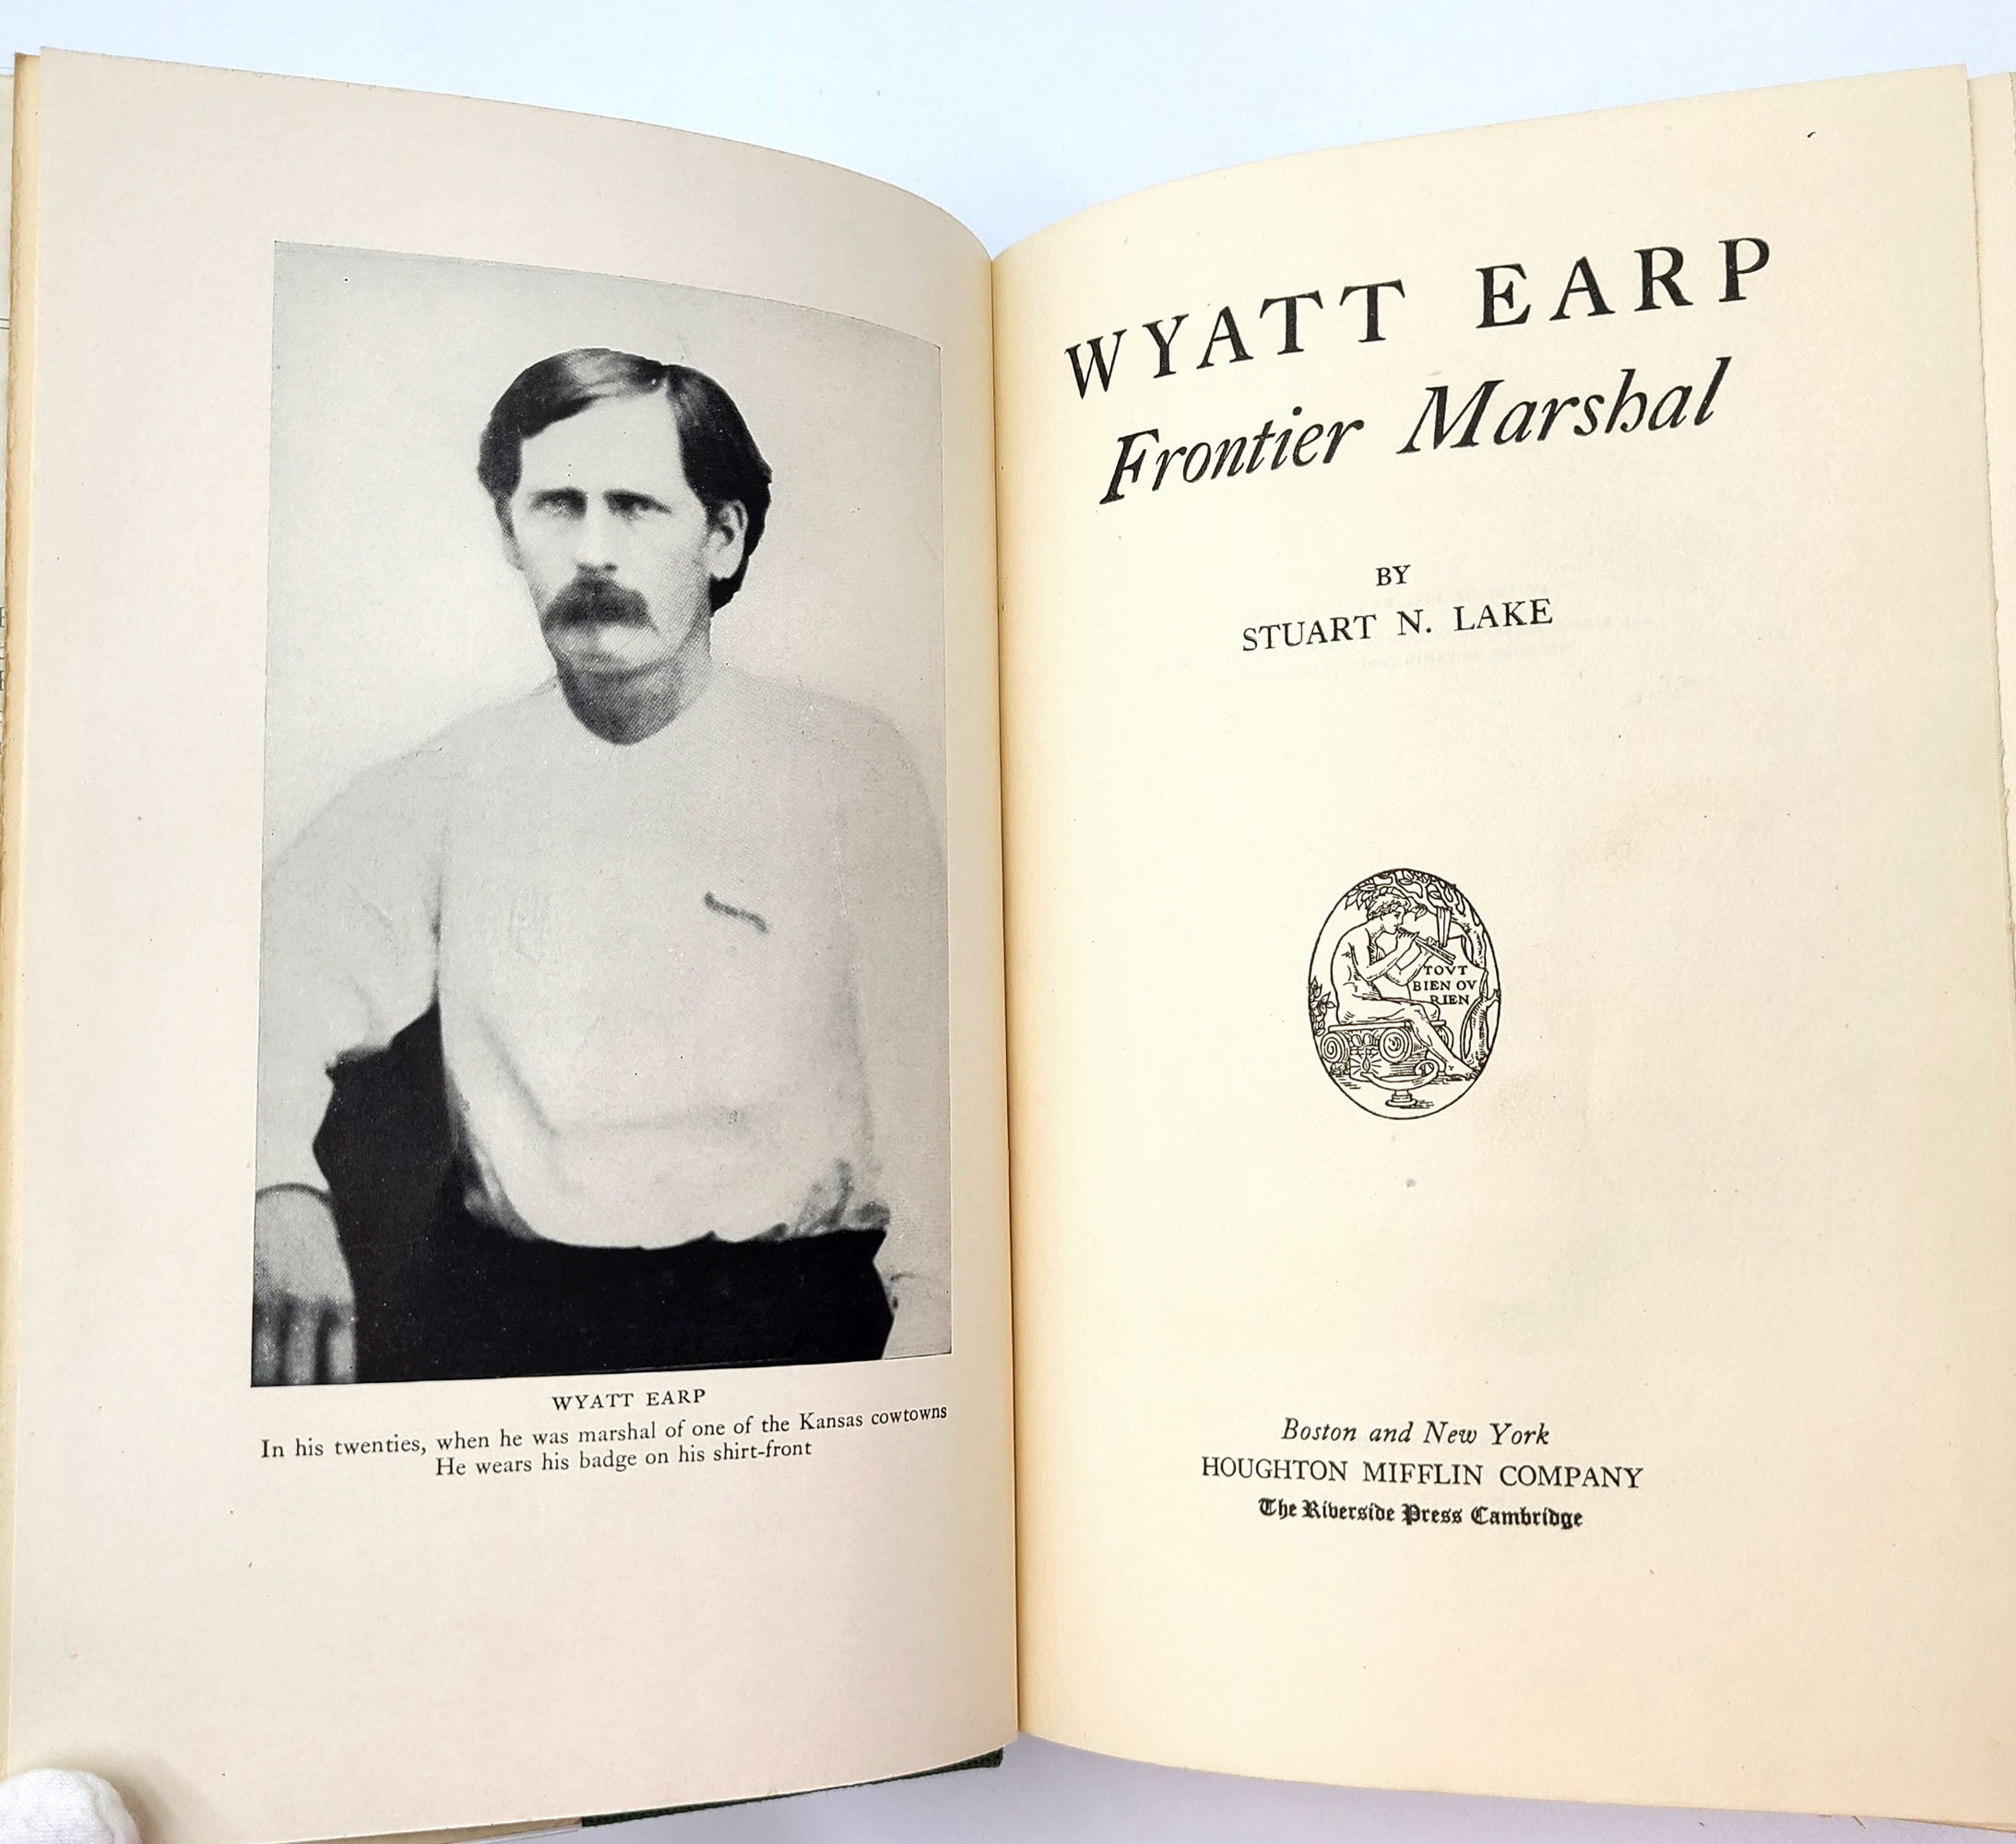 WYATT EARP
In his twenties, when he was marshal of one of the Kansas cowtowns
He wears his badge on his shirt-front
WYATT EARP
Frontier Marshal
BY
STUART N. LAKE
TOVT
BIEN OV
RIEN
Boston and New York
HOUGHTON MIFFLIN COMPANY
The Riverside Press Cambridge